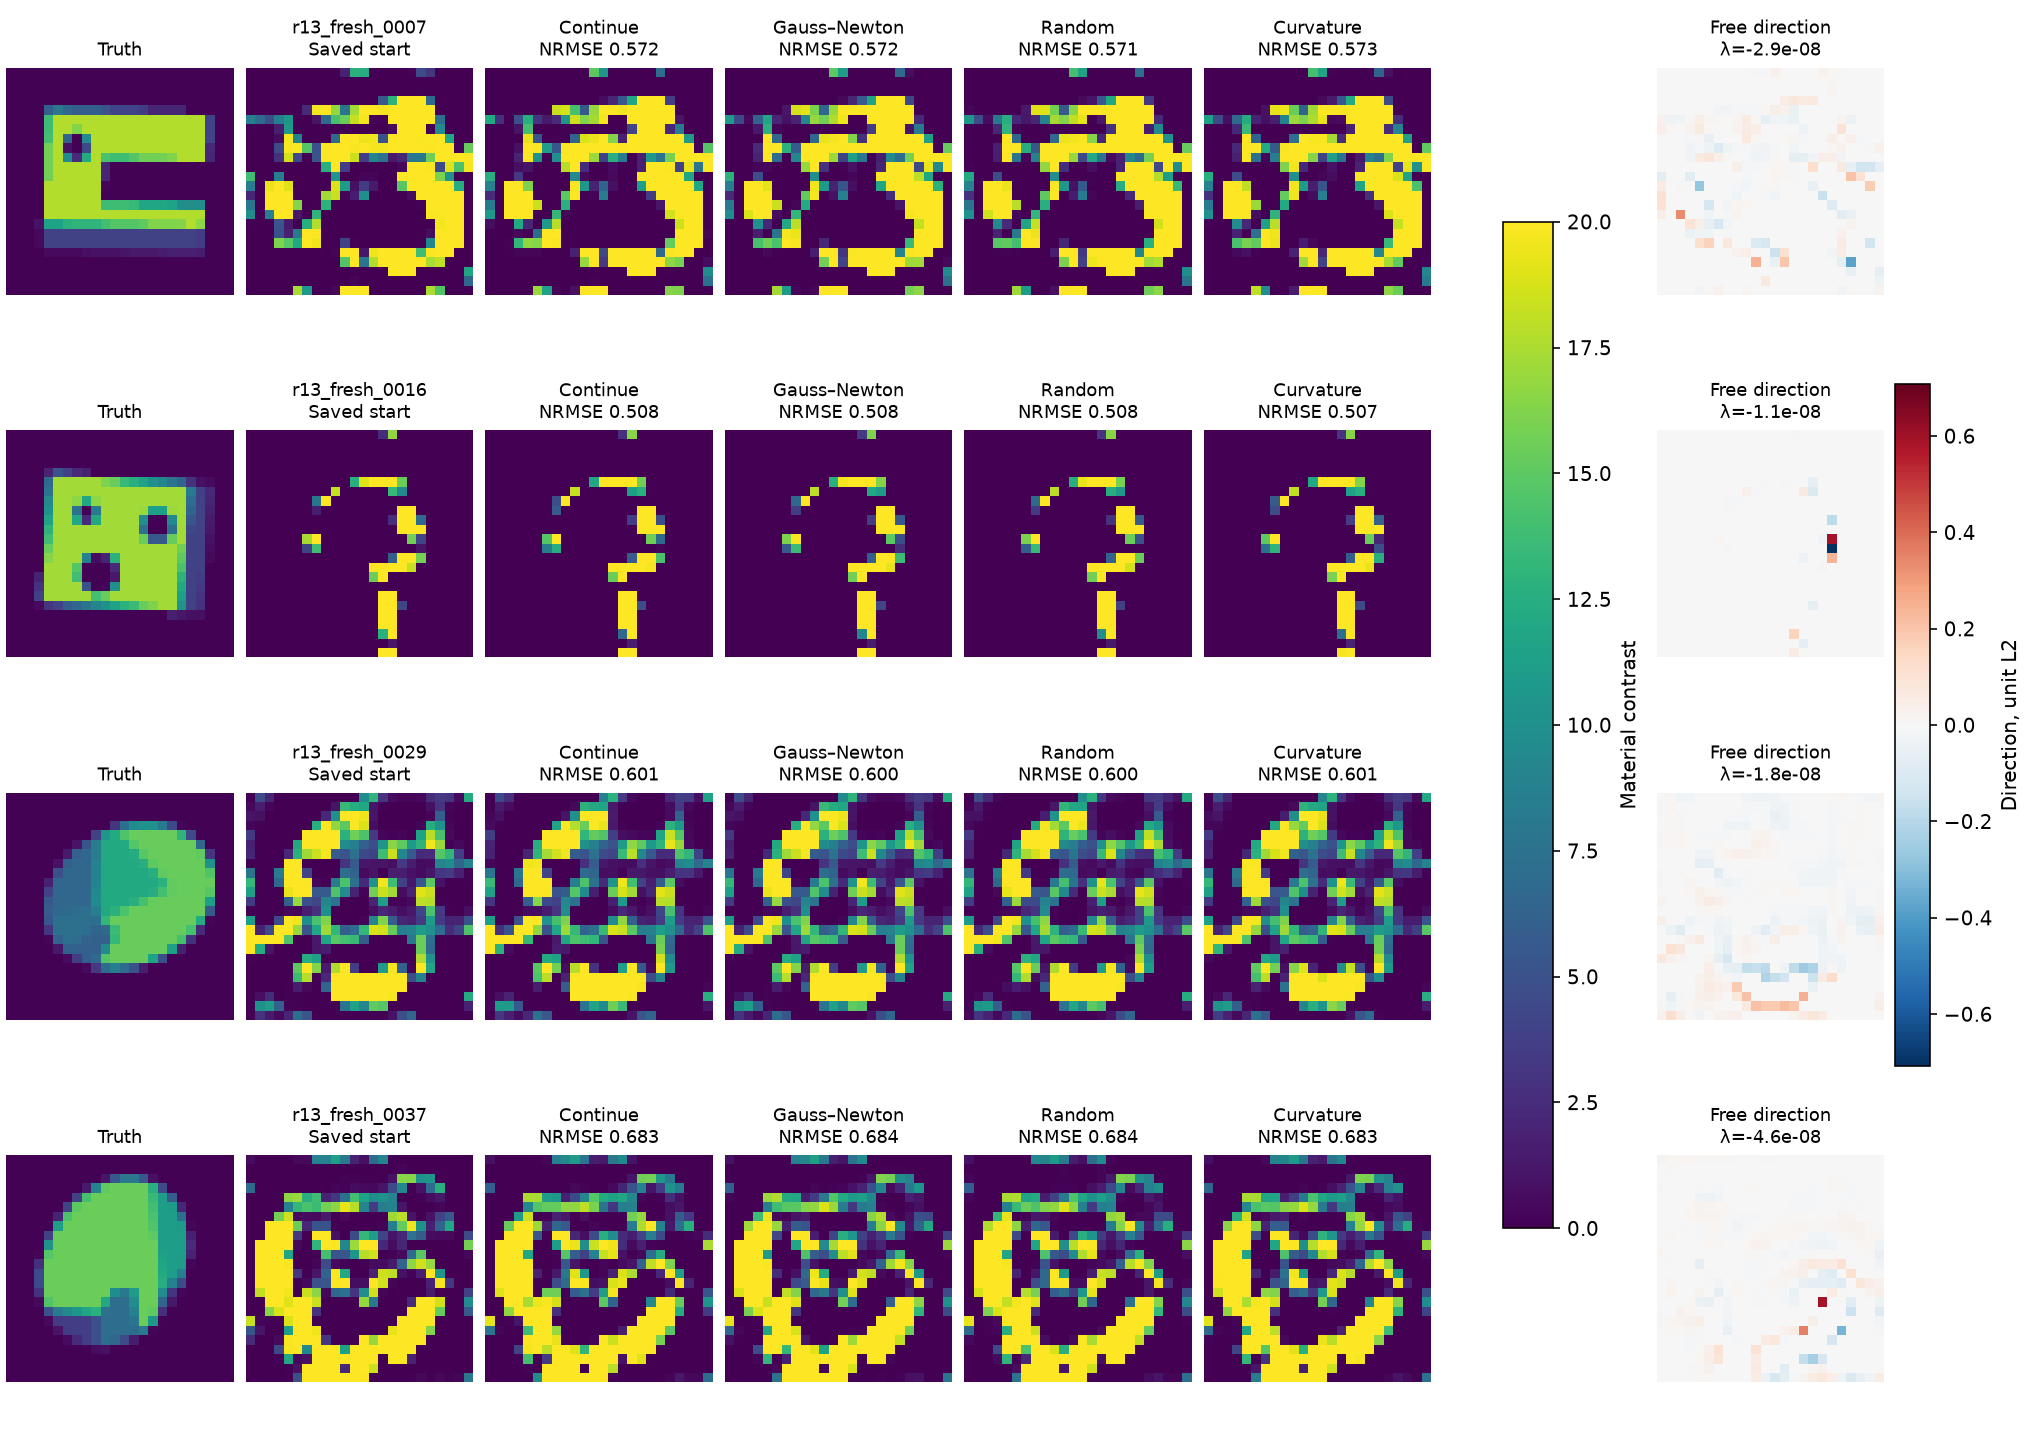 Truth
r13_fresh_0007
Saved start
Continue
NRMSE 0.572
Gauss–Newton
NRMSE 0.572
Random
NRMSE 0.571
Curvature
NRMSE 0.573
Free direction
λ=-2.9e-08
Truth
r13_fresh_0016
Saved start
Continue
NRMSE 0.508
Gauss–Newton
NRMSE 0.508
Random
NRMSE 0.508
Curvature
NRMSE 0.507
Free direction
λ=-1.1e-08
Truth
r13_fresh_0029
Saved start
Continue
NRMSE 0.601
Gauss–Newton
NRMSE 0.600
Random
NRMSE 0.600
Curvature
NRMSE 0.601
Free direction
λ=-1.8e-08
Truth
r13_fresh_0037
Saved start
Continue
NRMSE 0.683
Gauss–Newton
NRMSE 0.684
Random
NRMSE 0.684
Curvature
NRMSE 0.683
Free direction
λ=-4.6e-08
20.0
17.5
15.0
12.5
10.0
7.5
5.0
2.5
0.0
Material contrast
0.6
0.4
0.2
0.0
−0.2
−0.4
−0.6
Direction, unit L2